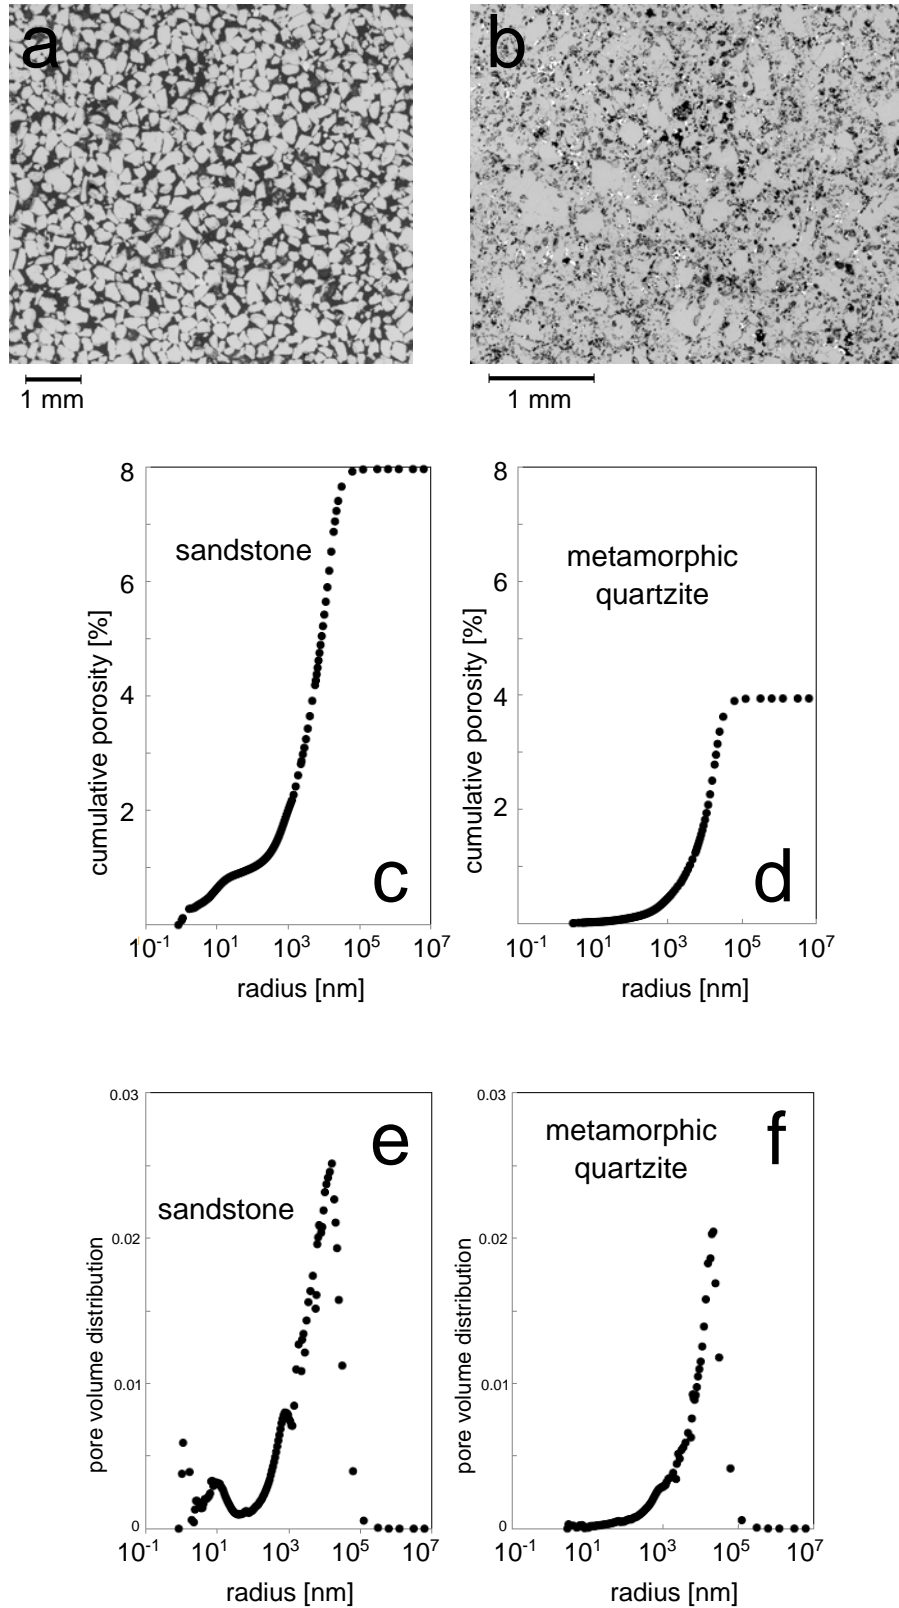 a
b
1 mm
1 mm
8
6
4
2
cumulative porosity [%]
sandstone
c
10-1 101 103 105 107
radius [nm]
8
6
4
2
cumulative porosity [%]
metamorphic
quartzite
d
10-1 101 103 105 107
radius [nm]
0.03
0.02
0.01
0
pore volume distribution
sandstone
e
10-1 101 103 105 107
radius [nm]
0.03
0.02
0.01
0
pore volume distribution
metamorphic
quartzite
f
10-1 101 103 105 107
radius [nm]